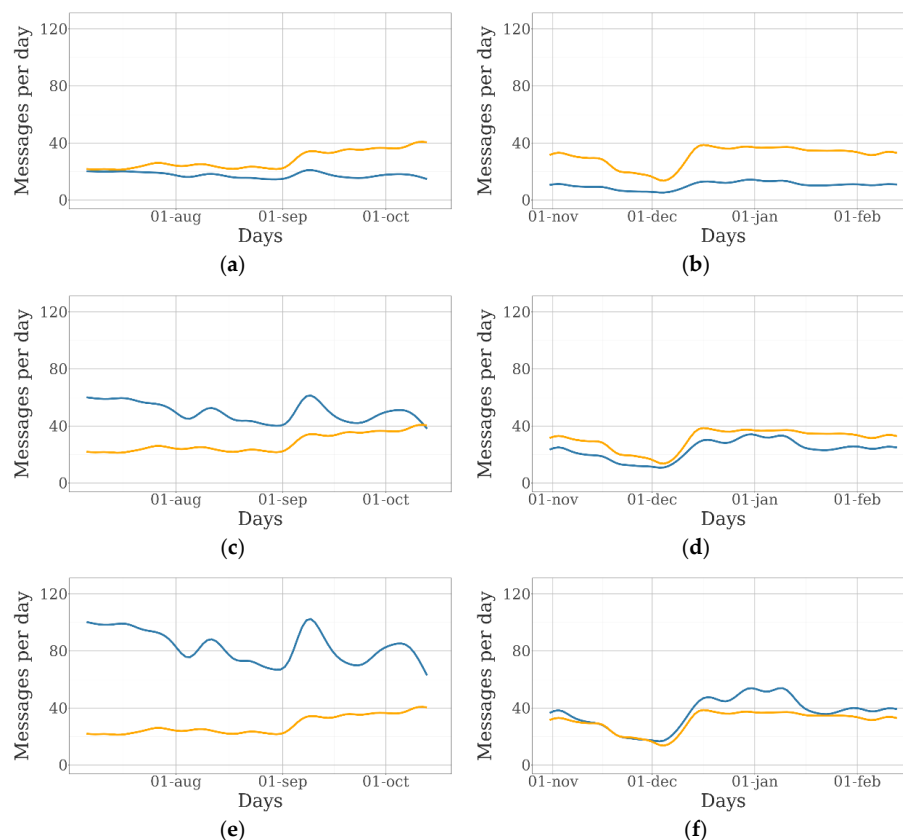 Messages per day
120
80
40
0
01-aug 01-sep 01-oct
Days
(a)
Messages per day
120
80
40
0
01-nov 01-dec 01-jan 01-feb
Days
(b)
Messages per day
120
80
40
0
01-aug 01-sep 01-oct
Days
(c)
Messages per day
120
80
40
0
01-nov 01-dec 01-jan 01-feb
Days
(d)
Messages per day
120
80
40
0
01-aug 01-sep 01-oct
Days
(e)
Messages per day
120
80
40
0
01-nov 01-dec 01-jan 01-feb
Days
(f)